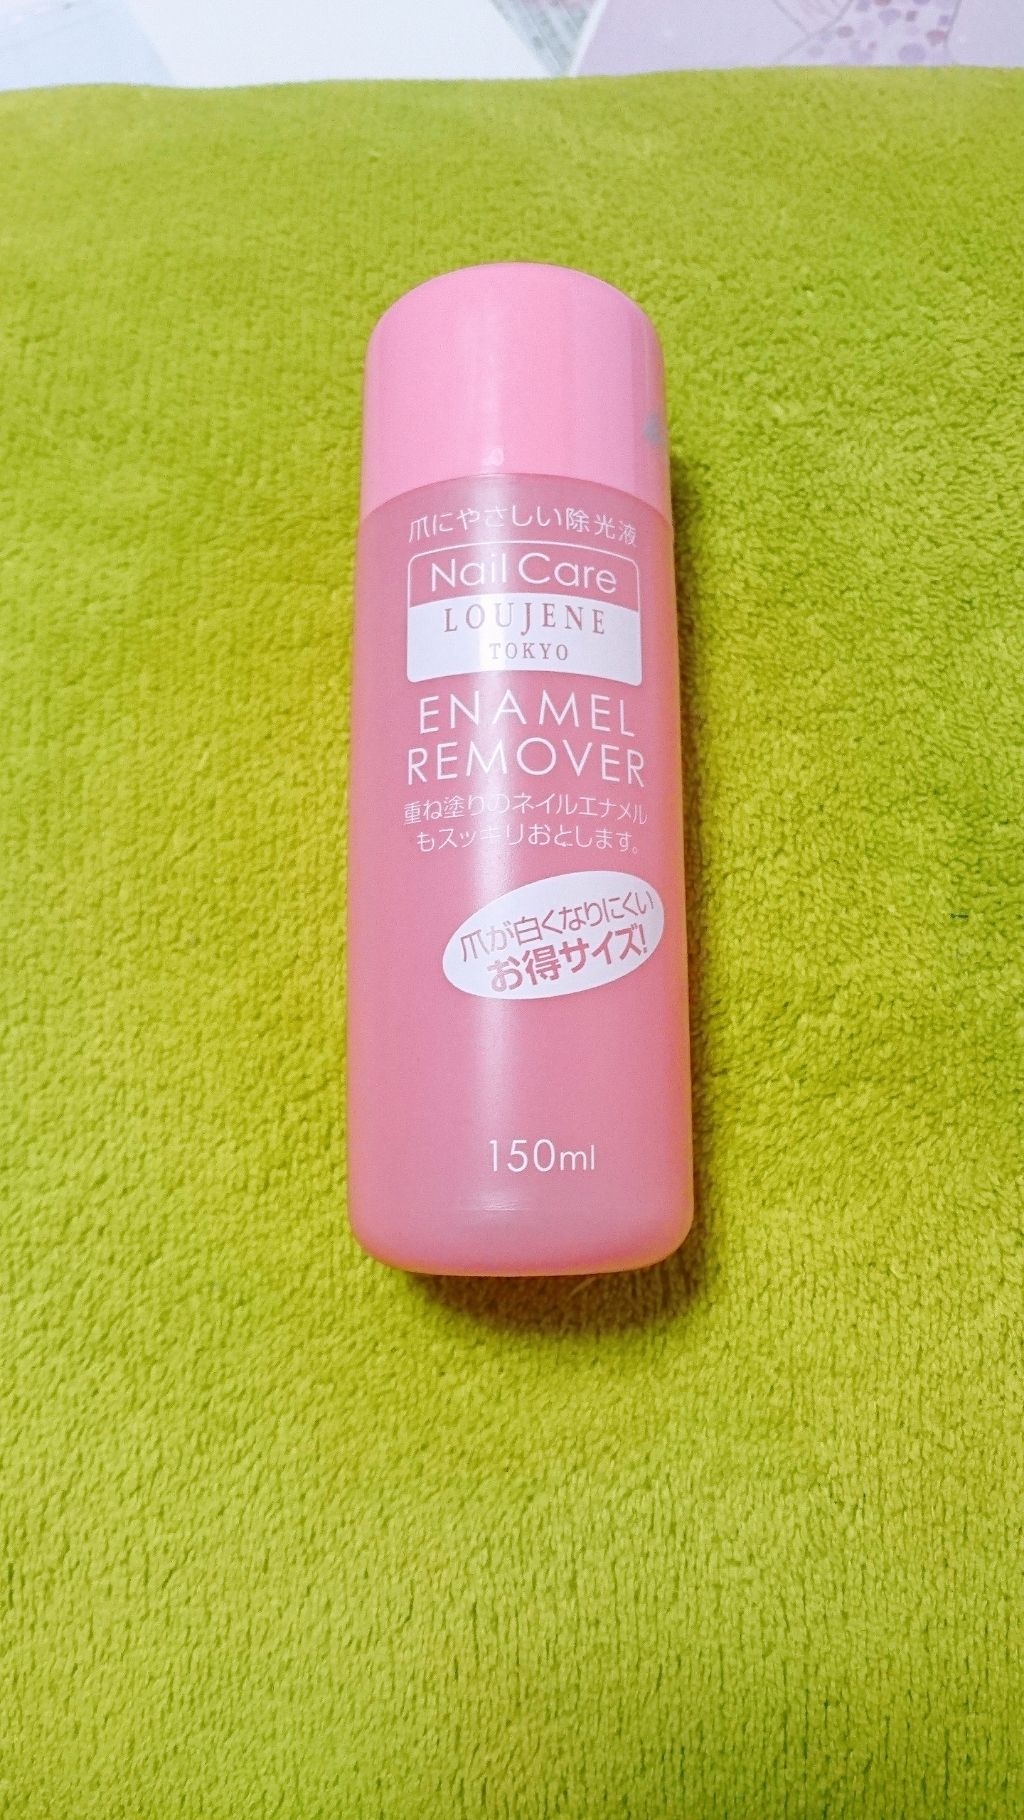 爪にやさしい除光液
Nail Care
LOUJENE
TOKYO
ENAMEL
REMOVER
重ね塗りのネイルエナメル
もスッキリおとします。
爪が白くなりにくい
お得サイズ!
150ml